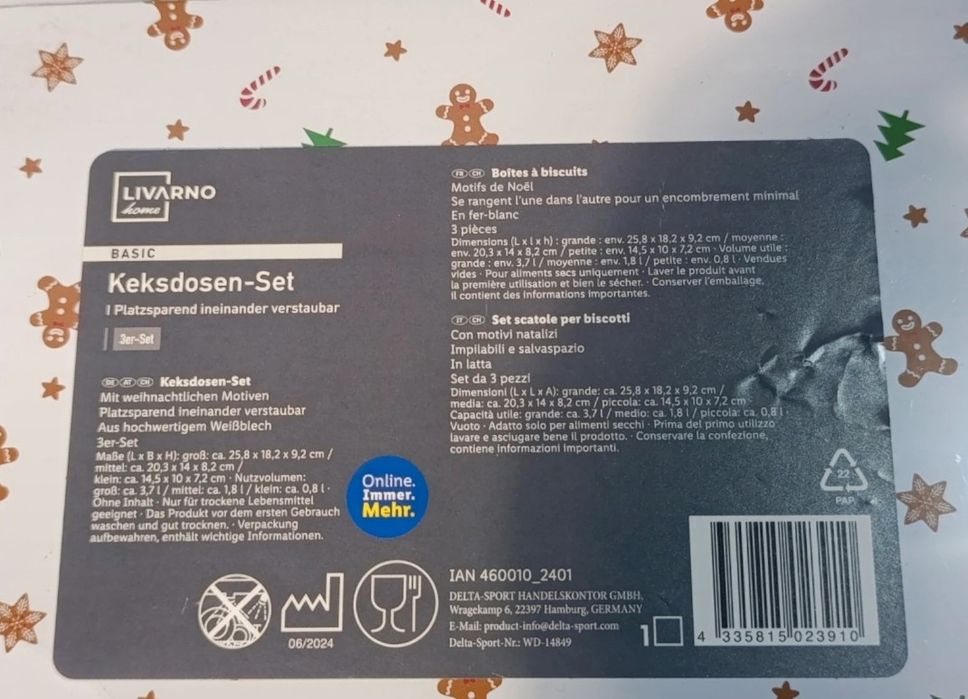 LIVARNO
home
BASIC
Keksdosen-Set
| Platzsparend ineinander verstaubar
3er-Set
DE AT CH Keksdosen-Set
Mit weihnachtlichen Motiven
Platzsparend ineinander verstaubar
Aus hochwertigem Weißblech
3er-Set
Maße (L x B x H): groß: ca. 25,8 x 18,2 x 9,2 cm /
mittel: ca. 20,3 x 14 x 8,2 cm /
klein: ca. 14,5 x 10 x 7,2 cm · Nutzvolumen:
groß: ca. 3,7 l / mittel: ca. 1,8 l / klein: ca. 0,8 l ·
Ohne Inhalt · Nur für trockene Lebensmittel
geeignet · Das Produkt vor dem ersten Gebrauch
waschen und gut trocknen. · Verpackung
aufbewahren, enthält wichtige Informationen.
Online.
Immer.
Mehr.
06/2024
FR CH Boîtes à biscuits
Motifs de Noël
Se rangent l'une dans l'autre pour un encombrement minimal
En fer-blanc
3 pièces
Dimensions (L x l x h) : grande : env. 25,8 x 18,2 x 9,2 cm / moyenne :
env. 20,3 x 14 x 8,2 cm / petite : env. 14,5 x 10 x 7,2 cm · Volume utile :
grande : env. 3,7 l / moyenne : env. 1,8 l / petite : env. 0,8 l · Vendues
vides · Pour aliments secs uniquement · Laver le produit avant
la première utilisation et bien le sécher. · Conserver l'emballage,
il contient des informations importantes.
IT CH Set scatole per biscotti
Con motivi natalizi
Impilabili e salvaspazio
In latta
Set da 3 pezzi
Dimensioni (L x L x A): grande: ca. 25,8 x 18,2 x 9,2 cm /
media: ca. 20,3 x 14 x 8,2 cm / piccola: ca. 14,5 x 10 x 7,2 cm ·
Capacità utile: grande: ca. 3,7 l / medio: ca. 1,8 l / piccola: ca. 0,8 l ·
Vuoto · Adatto solo per alimenti secchi · Prima del primo utilizzo
lavare e asciugare bene il prodotto. · Conservare la confezione,
contiene informazioni importanti.
22
PAP
IAN 460010_2401
DELTA-SPORT HANDELSKONTOR GMBH,
Wragekamp 6, 22397 Hamburg, GERMANY
E-Mail: product-info@delta-sport.com
Delta-Sport-Nr.: WD-14849
1
4 335815 023910